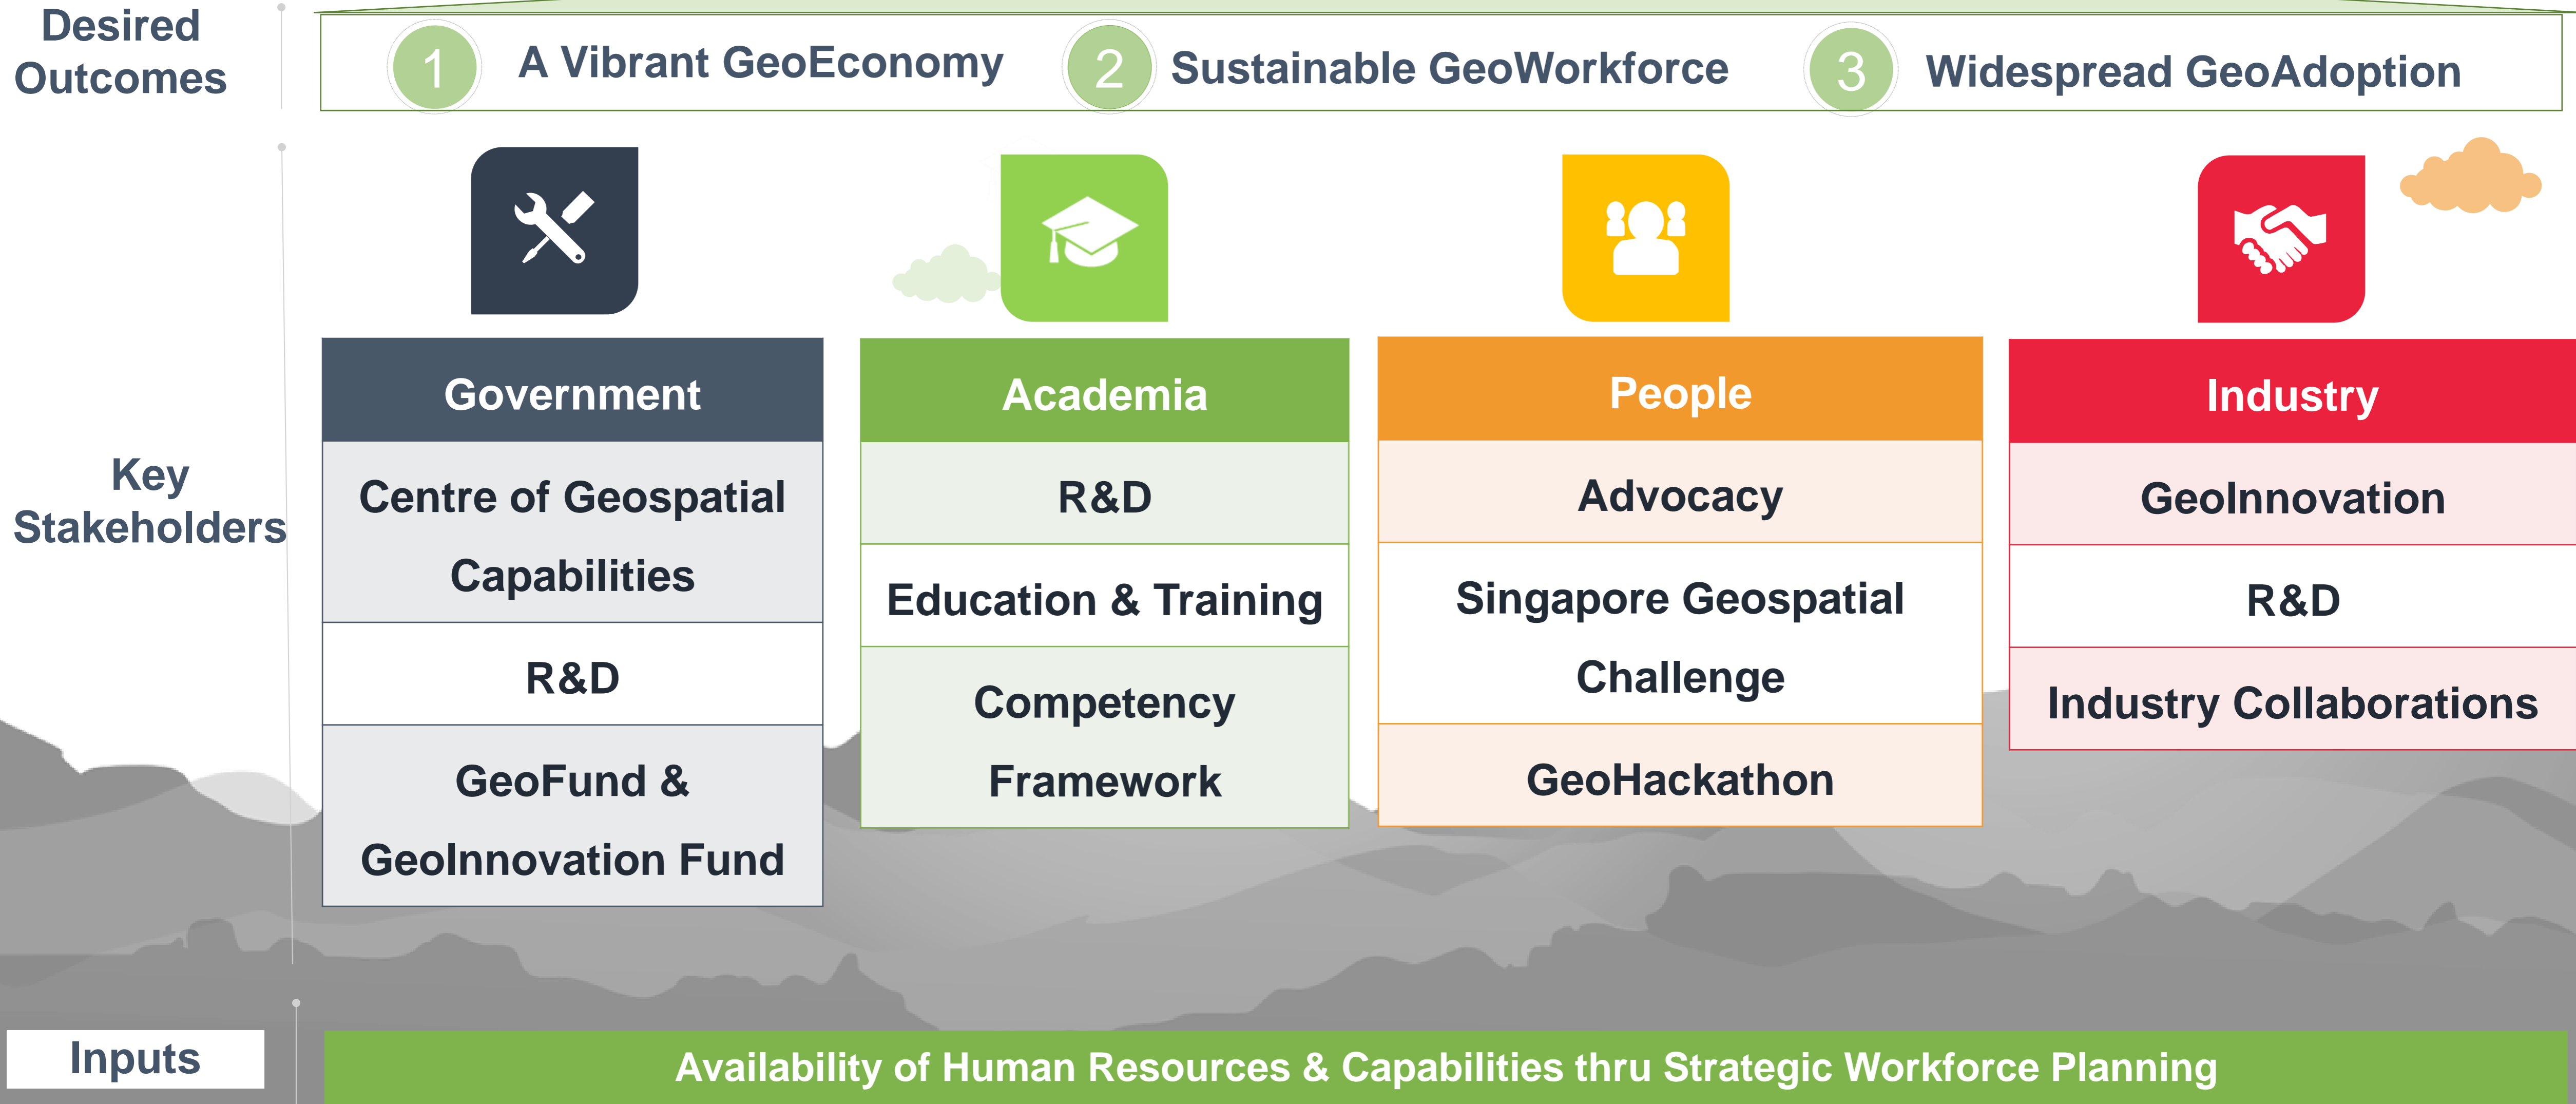 Desired
Outcomes
1
A Vibrant GeoEconomy
2
Sustainable GeoWorkforce
3
Widespread GeoAdoption
Key
Stakeholders
Government
Centre of Geospatial
Capabilities
R&D
GeoFund &
GeoInnovation Fund
Academia
R&D
Education & Training
Competency
Framework
People
Advocacy
Singapore Geospatial
Challenge
GeoHackathon
Industry
GeoInnovation
R&D
Industry Collaborations
Inputs
Availability of Human Resources & Capabilities thru Strategic Workforce Planning